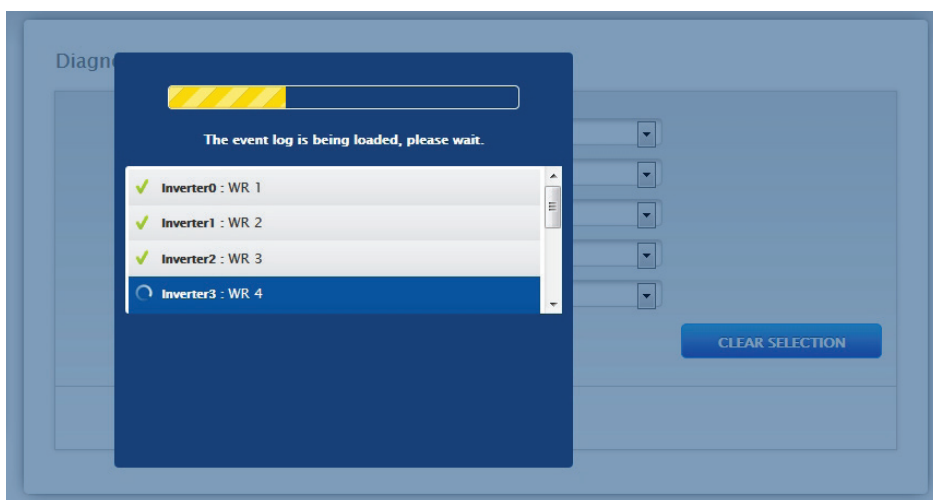 Diagn
The event log is being loaded, please wait.
Inverter0 : WR 1
Inverter1 : WR 2
Inverter2 : WR 3
Inverter3 : WR 4
CLEAR SELECTION